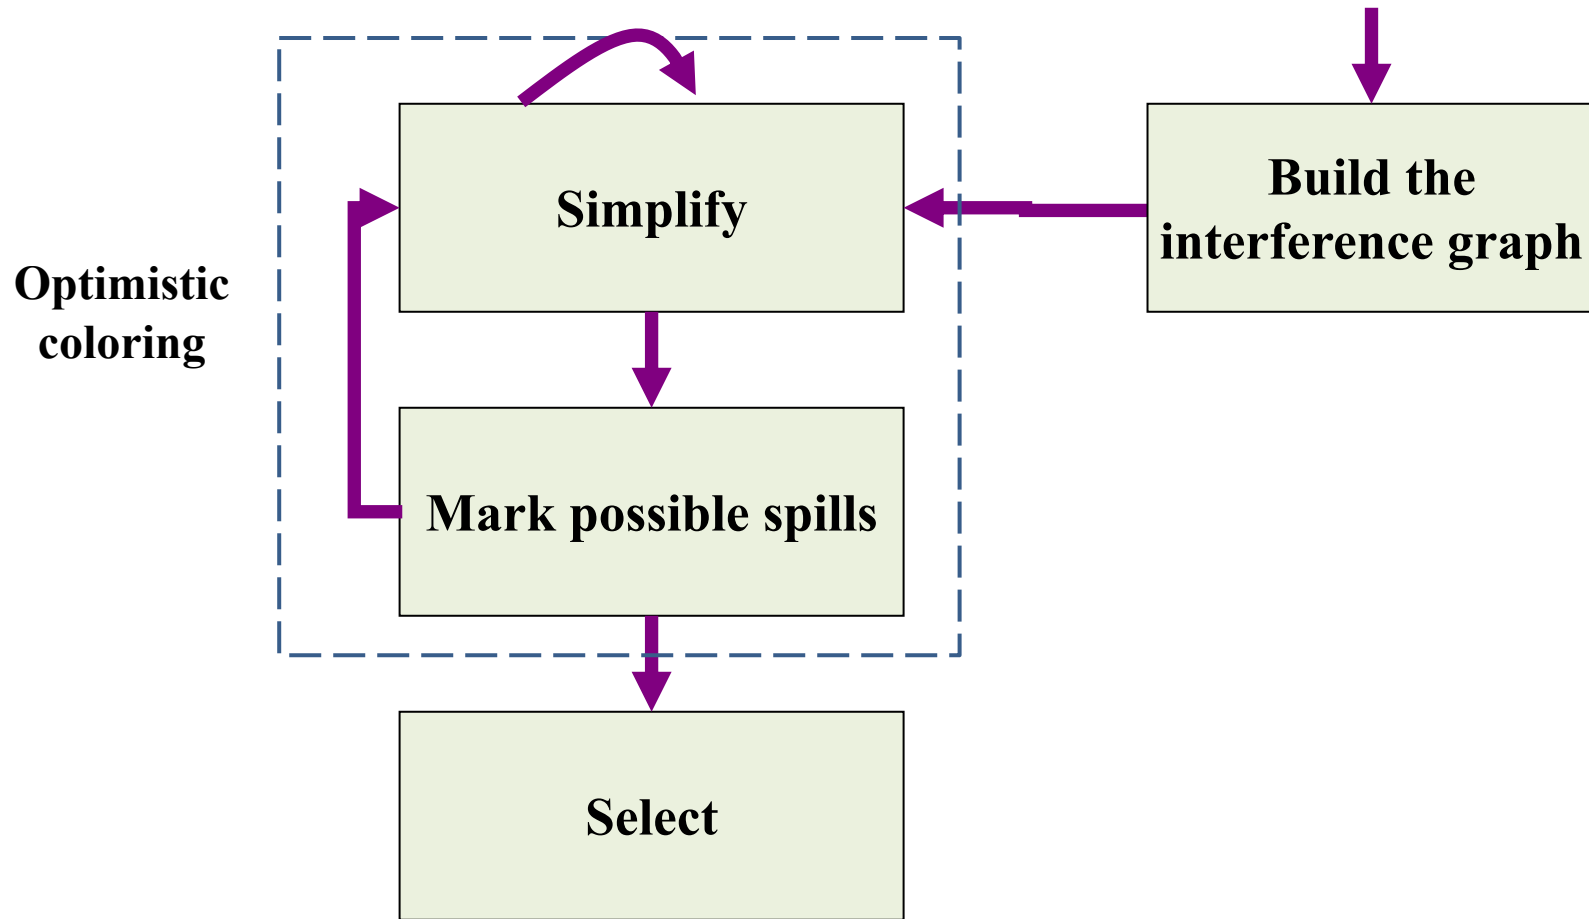 Build the
interference graph
Simplify
Optimistic
coloring
Mark possible spills
Select